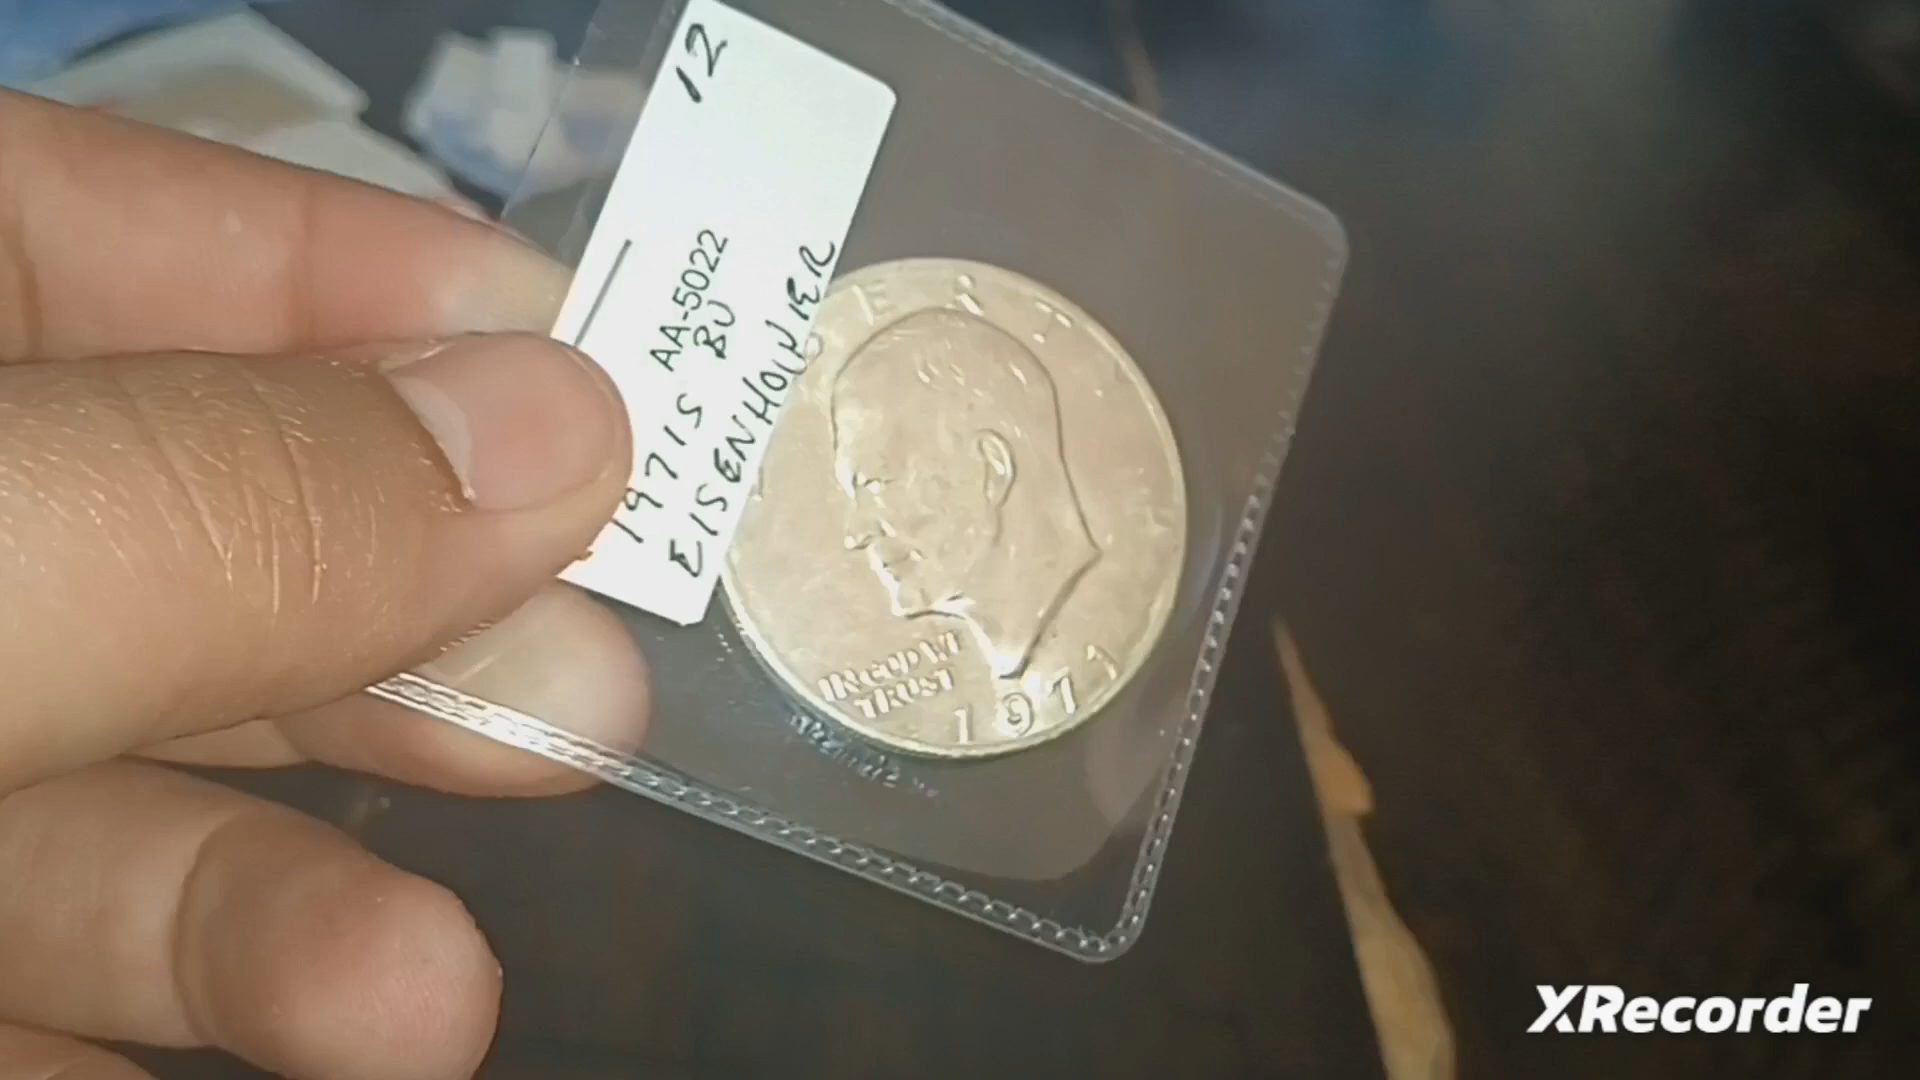 12
AA-5022
1971S BU
EISENHOWER
IN GOD WE
TRUST
1971
XRecorder